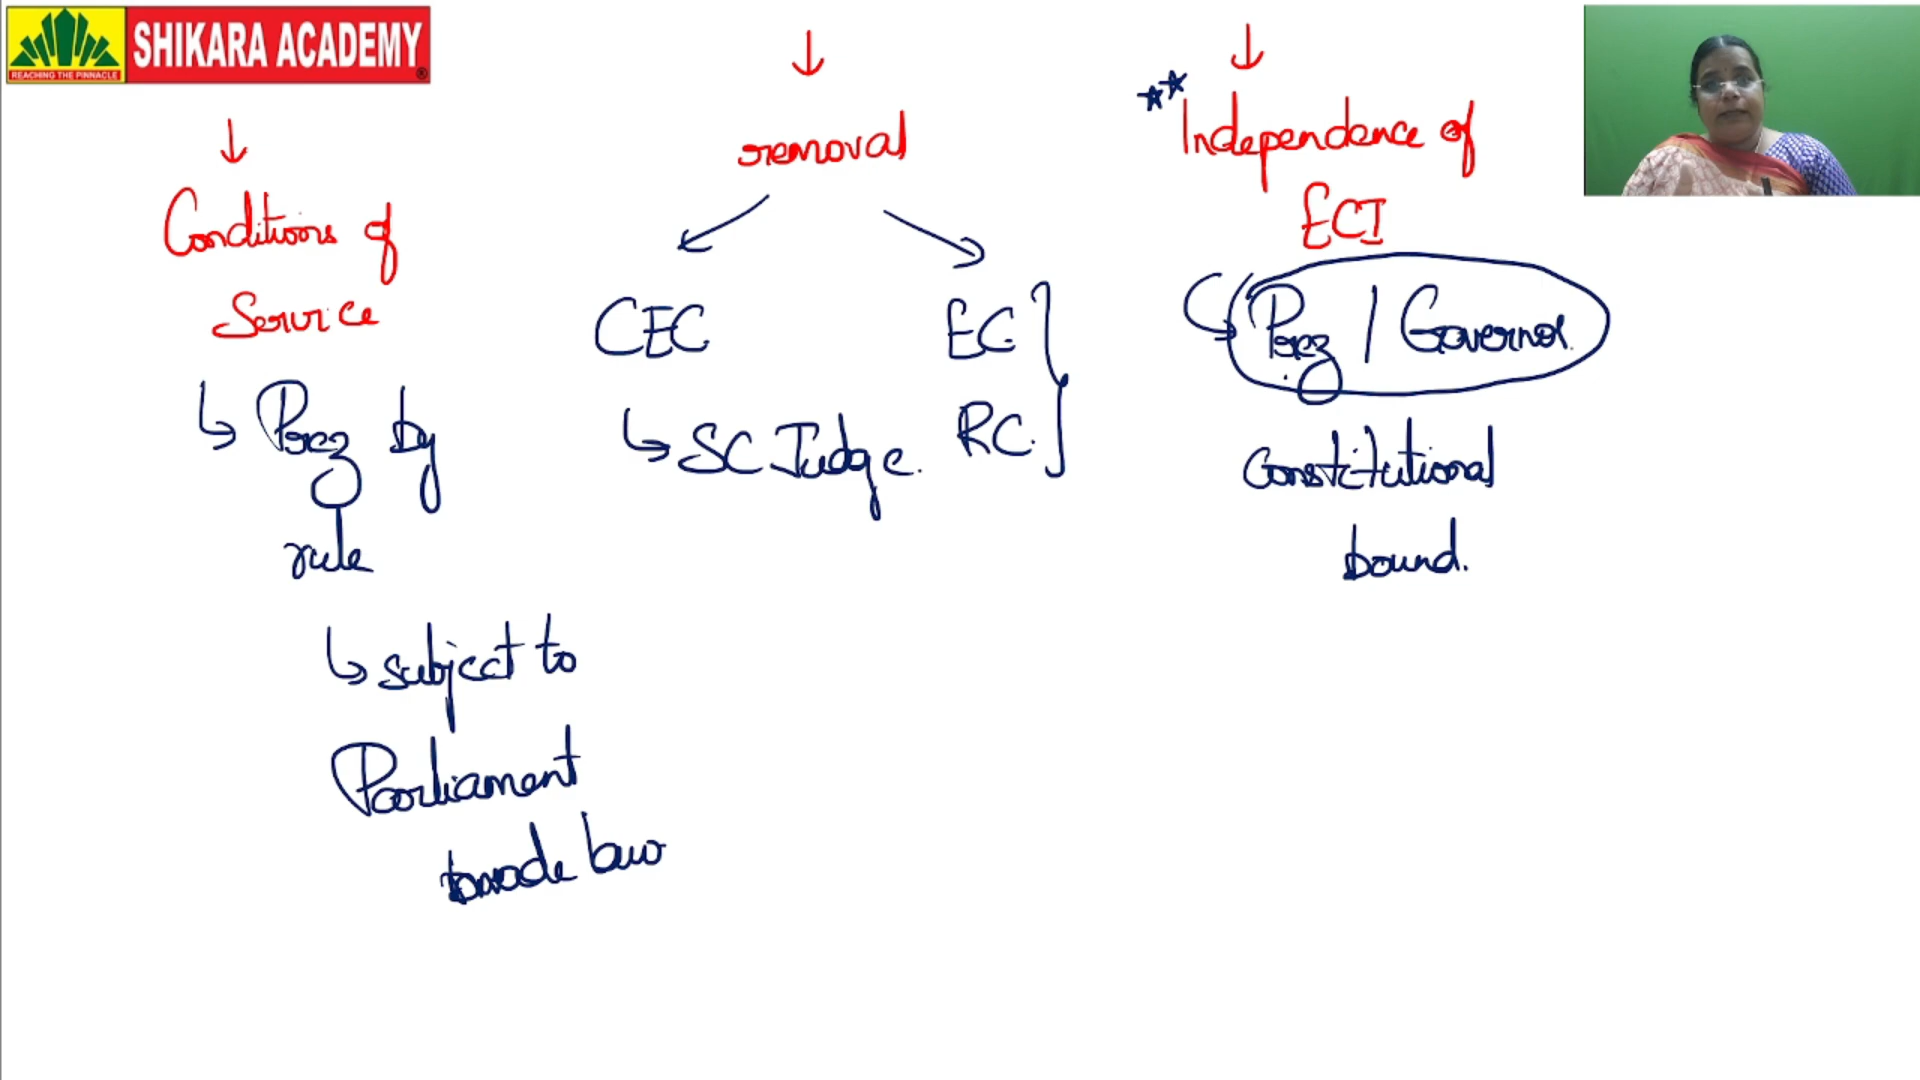 SHIKARA ACADEMY
REACHING THE PINNACLE
Conditions of
Service
Prez by
rule
subject to
Parliament
made law
removal
CEC
SC Judge.
EC
RC.
Independence of
ECI
Prez / Governor.
Constitutional
bound.